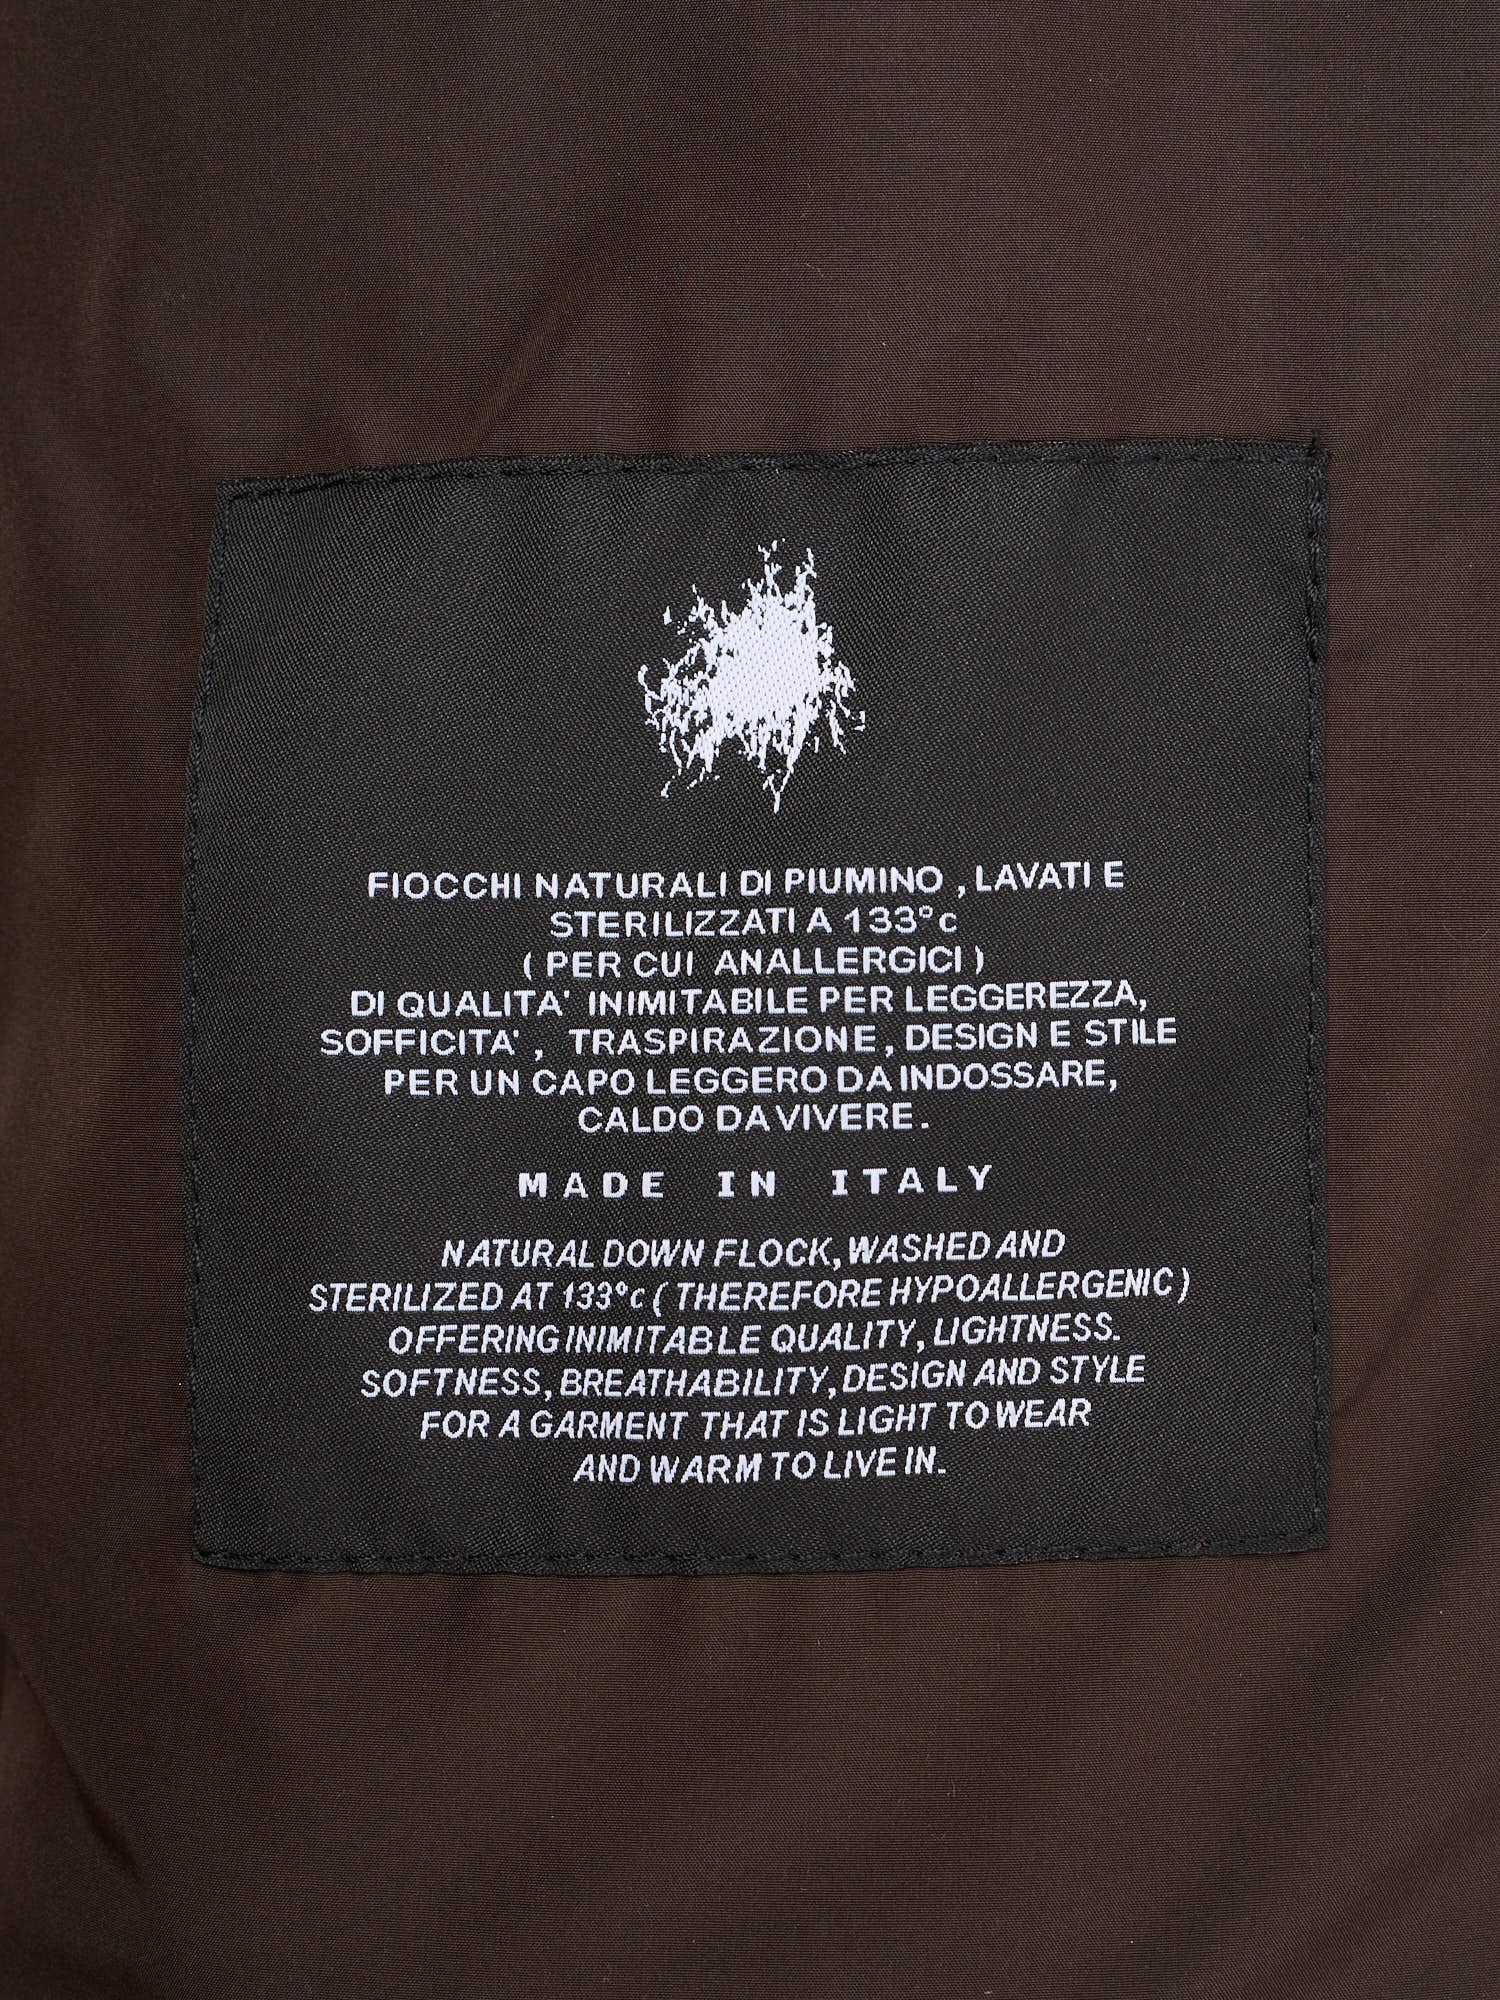 FIOCCHI NATURALI DI PIUMINO , LAVATI E
STERILIZZATI A 133°c
( PER CUI ANALLERGICI )
DI QUALITA' INIMITABILE PER LEGGEREZZA,
SOFFICITA' , TRASPIRAZIONE, DESIGN E STILE
PER UN CAPO LEGGERO DA INDOSSARE,
CALDO DA VIVERE.
MADE IN ITALY
NATURAL DOWN FLOCK, WASHED AND
STERILIZED AT 133°c ( THEREFORE HYPOALLERGENIC )
OFFERING INIMITABLE QUALITY, LIGHTNESS.
SOFTNESS, BREATHABILITY, DESIGN AND STYLE
FOR A GARMENT THAT IS LIGHT TO WEAR
AND WARM TO LIVE IN.